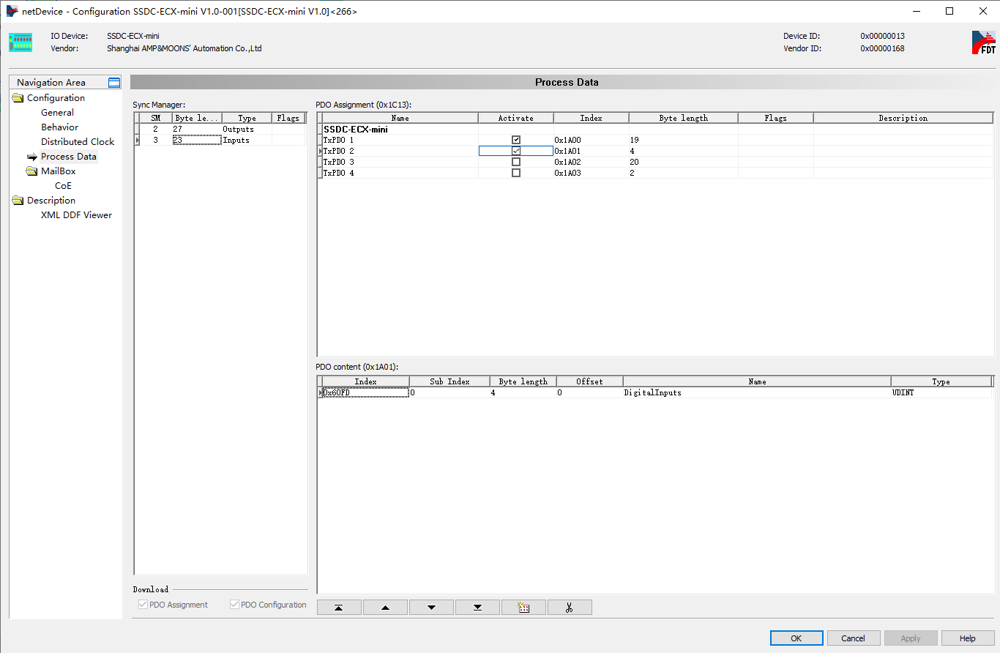 netDevice - Configuration SSDC-ECX-mini V1.0-001[SSDC-ECX-mini V1.0]<266>
IO Device: SSDC-ECX-mini Device ID: 0x00000013
Vendor: Shanghai AMP&MOONS' Automation Co.,Ltd Vendor ID: 0x00000168
FDT
Navigation Area
Configuration
General
Behavior
Distributed Clock
Process Data
MailBox
CoE
Description
XML DDF Viewer
Process Data
Sync Manager:
SM Byte le... Type Flags
2 27 Outputs
3 23 Inputs
Download
PDO Assignment PDO Configuration
PDO Assignment (0x1C13):
Name Activate Index Byte length Flags Description
SSDC-ECX-mini
TxPDO 1 0x1A00 19
TxPDO 2 0x1A01 4
TxPDO 3 0x1A02 20
TxPDO 4 0x1A03 2
PDO content (0x1A01):
Index Sub Index Byte length Offset Name Type
0x60FD 0 4 0 DigitalInputs UDINT
OK Cancel Apply Help